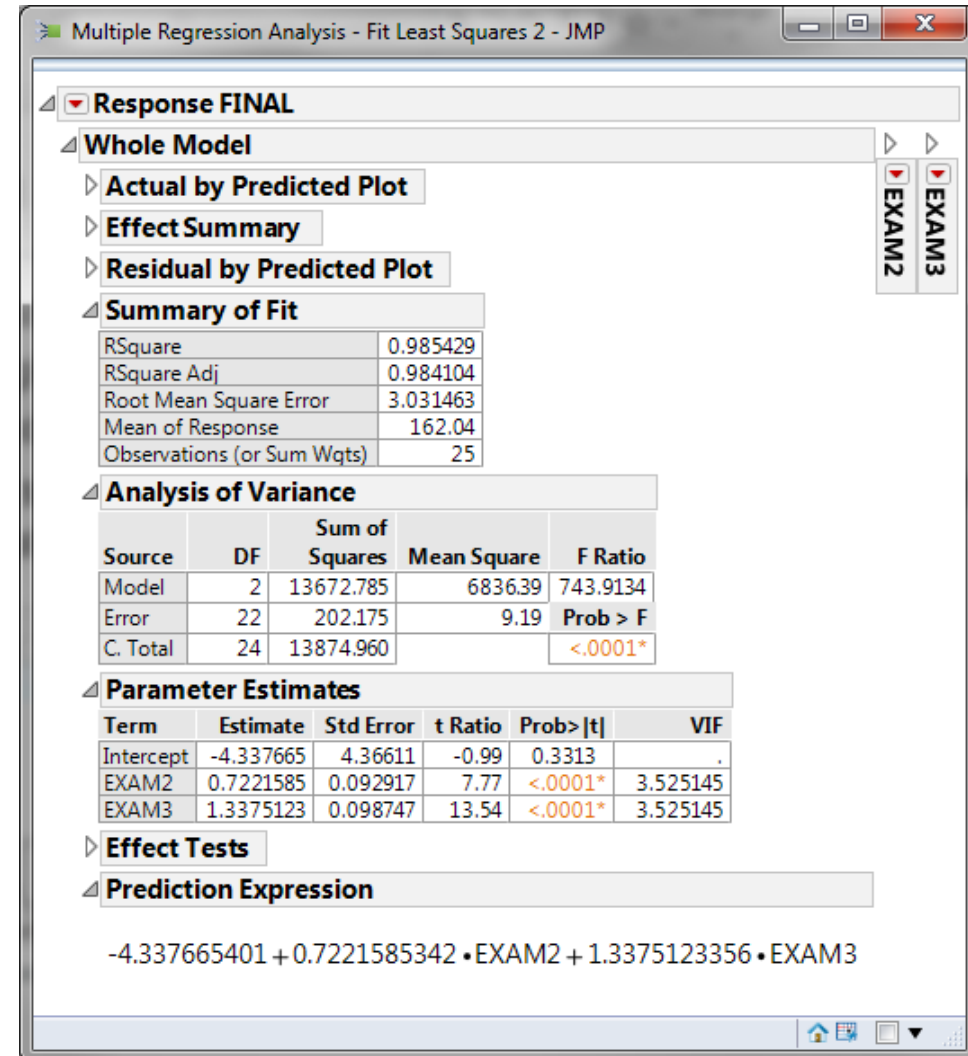 Multiple Regression Analysis - Fit Least Squares 2 - JMP
Response FINAL
Whole Model
Actual by Predicted Plot
Effect Summary
Residual by Predicted Plot
Summary of Fit
RSquare 0.985429
RSquare Adj 0.984104
Root Mean Square Error 3.031463
Mean of Response 162.04
Observations (or Sum Wgts) 25
Analysis of Variance
Sum of
Source DF Squares Mean Square F Ratio
Model 2 13672.785 6836.39 743.9134
Error 22 202.175 9.19 Prob > F
C. Total 24 13874.960 <.0001*
Parameter Estimates
Term Estimate Std Error t Ratio Prob>|t| VIF
Intercept -4.337665 4.36611 -0.99 0.3313 .
EXAM2 0.7221585 0.092917 7.77 <.0001* 3.525145
EXAM3 1.3375123 0.098747 13.54 <.0001* 3.525145
Effect Tests
Prediction Expression
-4.337665401 + 0.7221585342 • EXAM2 + 1.3375123356 • EXAM3
EXAM2
EXAM3